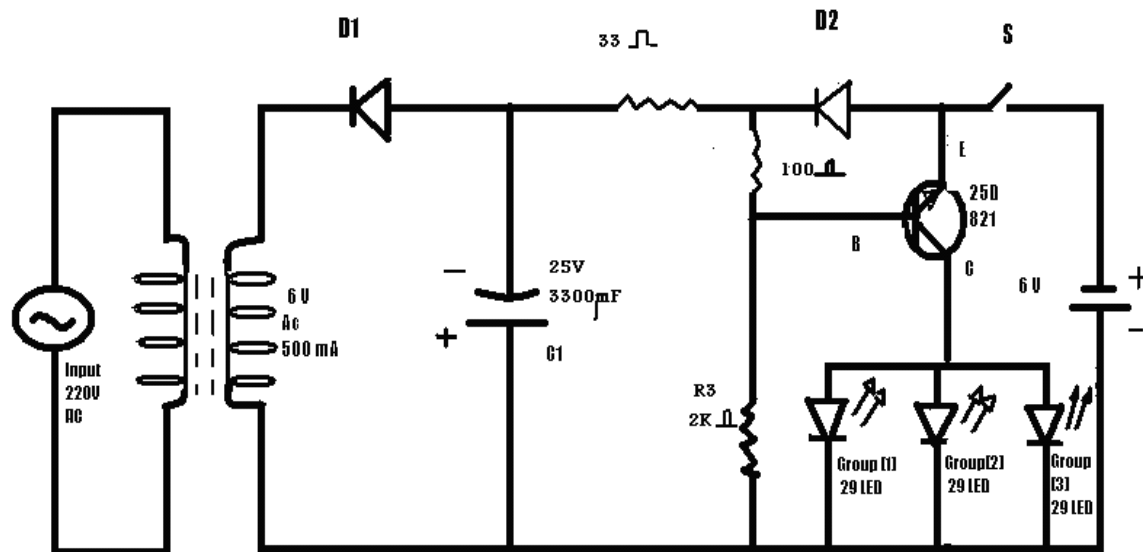 D1
D2
S
33
100
E
25D
821
B
C
6 V
+
−
−
25V
3300mF
+
C1
6 V
Ac
500 mA
Input
220V
AC
R3
2K
Group [1]
29 LED
Group[2]
29 LED
Group
[3]
29 LED